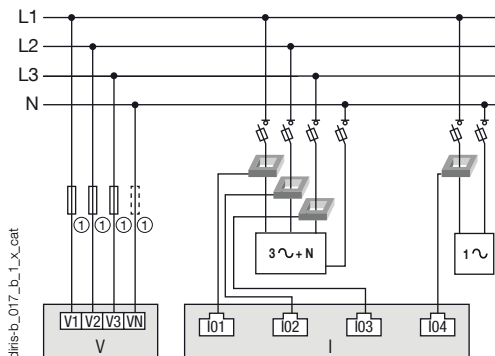 L1
L2
L3
N
① ① ① ①
3∿+N
1∿
V1 V2 V3 VN
V
I01 I02 I03 I04
I
diris-b_017_b_1_x_cat